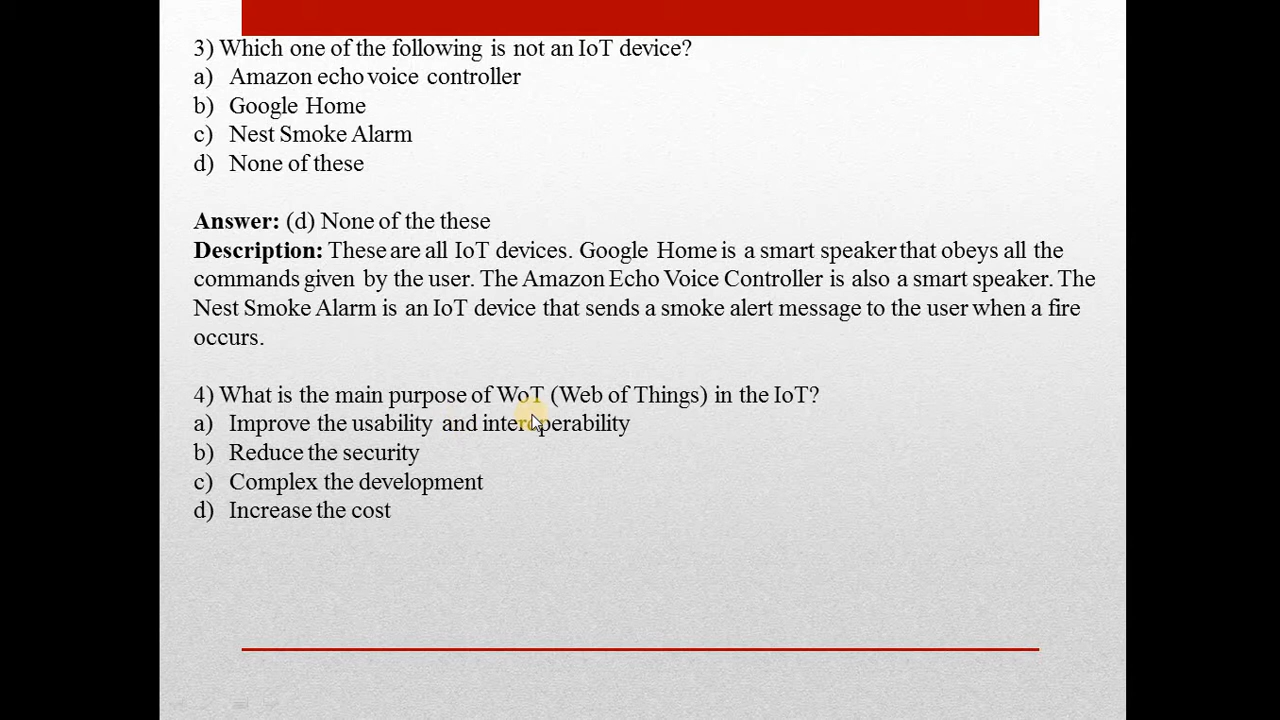 3) Which one of the following is not an IoT device?
a) Amazon echo voice controller
b) Google Home
c) Nest Smoke Alarm
d) None of these
Answer: (d) None of the these
Description: These are all IoT devices. Google Home is a smart speaker that obeys all the
commands given by the user. The Amazon Echo Voice Controller is also a smart speaker. The
Nest Smoke Alarm is an IoT device that sends a smoke alert message to the user when a fire
occurs.
4) What is the main purpose of WoT (Web of Things) in the IoT?
a) Improve the usability and interoperability
b) Reduce the security
c) Complex the development
d) Increase the cost